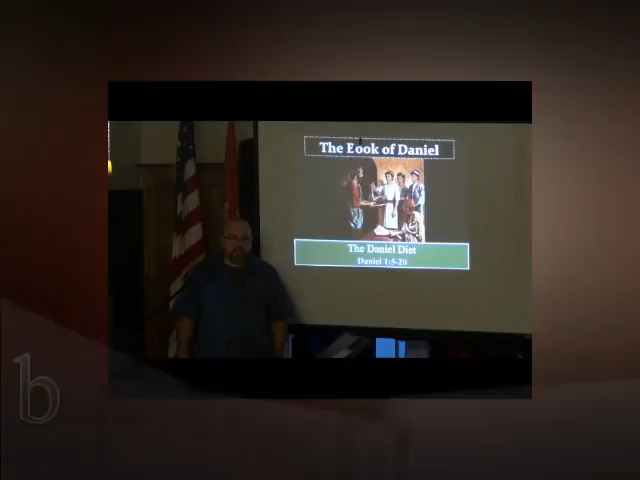 The Book of Daniel
The Daniel Diet
Daniel 1:5-20
b